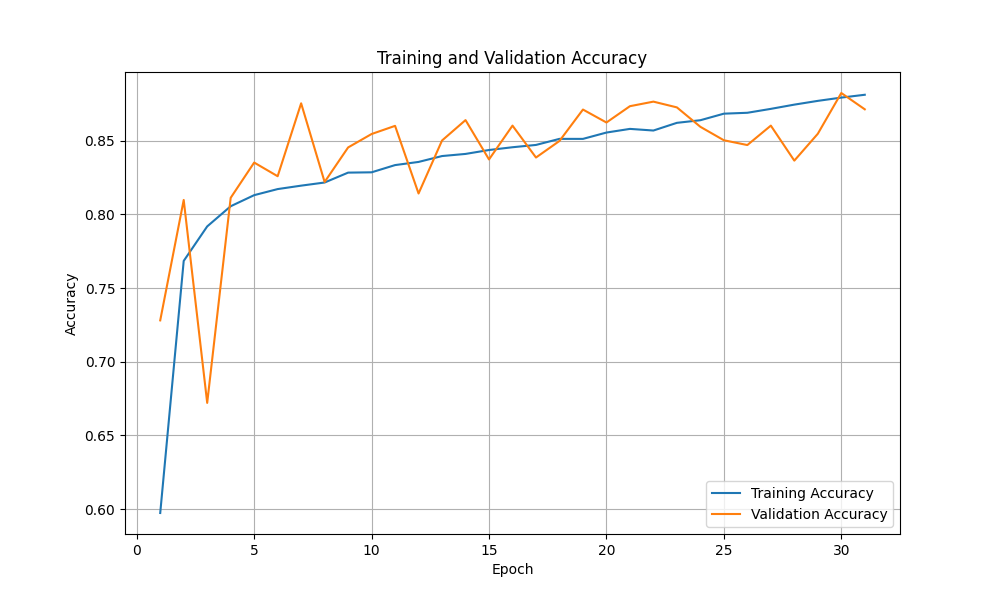 Training and Validation Accuracy
0.85
0.80
0.75
0.70
0.65
0.60
Accuracy
0 5 10 15 20 25 30
Epoch
Training Accuracy
Validation Accuracy